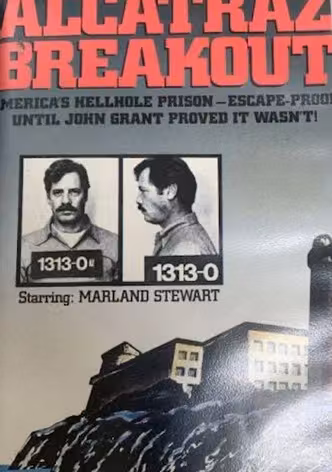 ALCATRAZ
BREAKOUT
MERICA'S HELLHOLE PRISON – ESCAPE-PROO
UNTIL JOHN GRANT PROVED IT WASN'T!
1313-0
1313-0
Starring: MARLAND STEWART